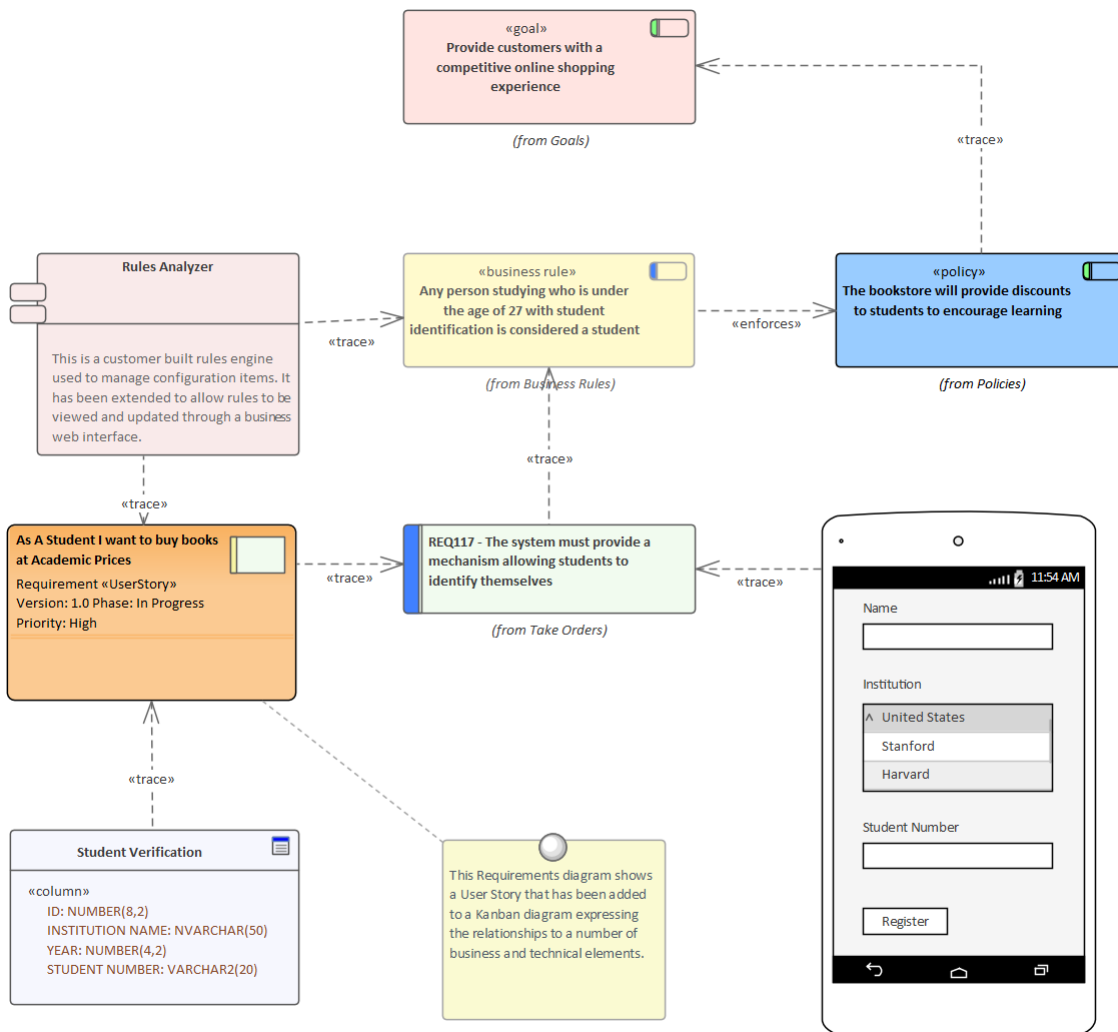 «goal»
Provide customers with a
competitive online shopping
experience
(from Goals)
«trace»
Rules Analyzer
This is a customer built rules engine
used to manage configuration items. It
has been extended to allow rules to be
viewed and updated through a business
web interface.
«trace»
«business rule»
Any person studying who is under
the age of 27 with student
identification is considered a student
(from Business Rules)
«enforces»
«policy»
The bookstore will provide discounts
to students to encourage learning
(from Policies)
«trace»
«trace»
As A Student I want to buy books
at Academic Prices
Requirement «UserStory»
Version: 1.0 Phase: In Progress
Priority: High
«trace»
REQ117 - The system must provide a
mechanism allowing students to
identify themselves
(from Take Orders)
«trace»
11:54 AM
Name
Institution
^ United States
Stanford
Harvard
Student Number
Register
«trace»
Student Verification
«column»
ID: NUMBER(8,2)
INSTITUTION NAME: NVARCHAR(50)
YEAR: NUMBER(4,2)
STUDENT NUMBER: VARCHAR2(20)
This Requirements diagram shows
a User Story that has been added
to a Kanban diagram expressing
the relationships to a number of
business and technical elements.